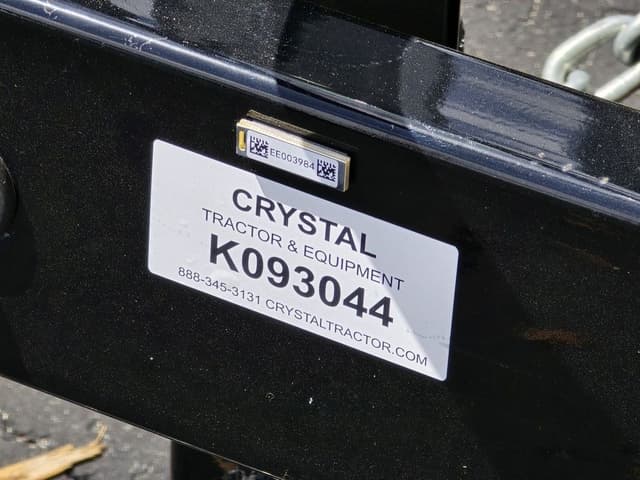 EE003984
CRYSTAL
TRACTOR & EQUIPMENT
K093044
888-345-3131 CRYSTALTRACTOR.COM